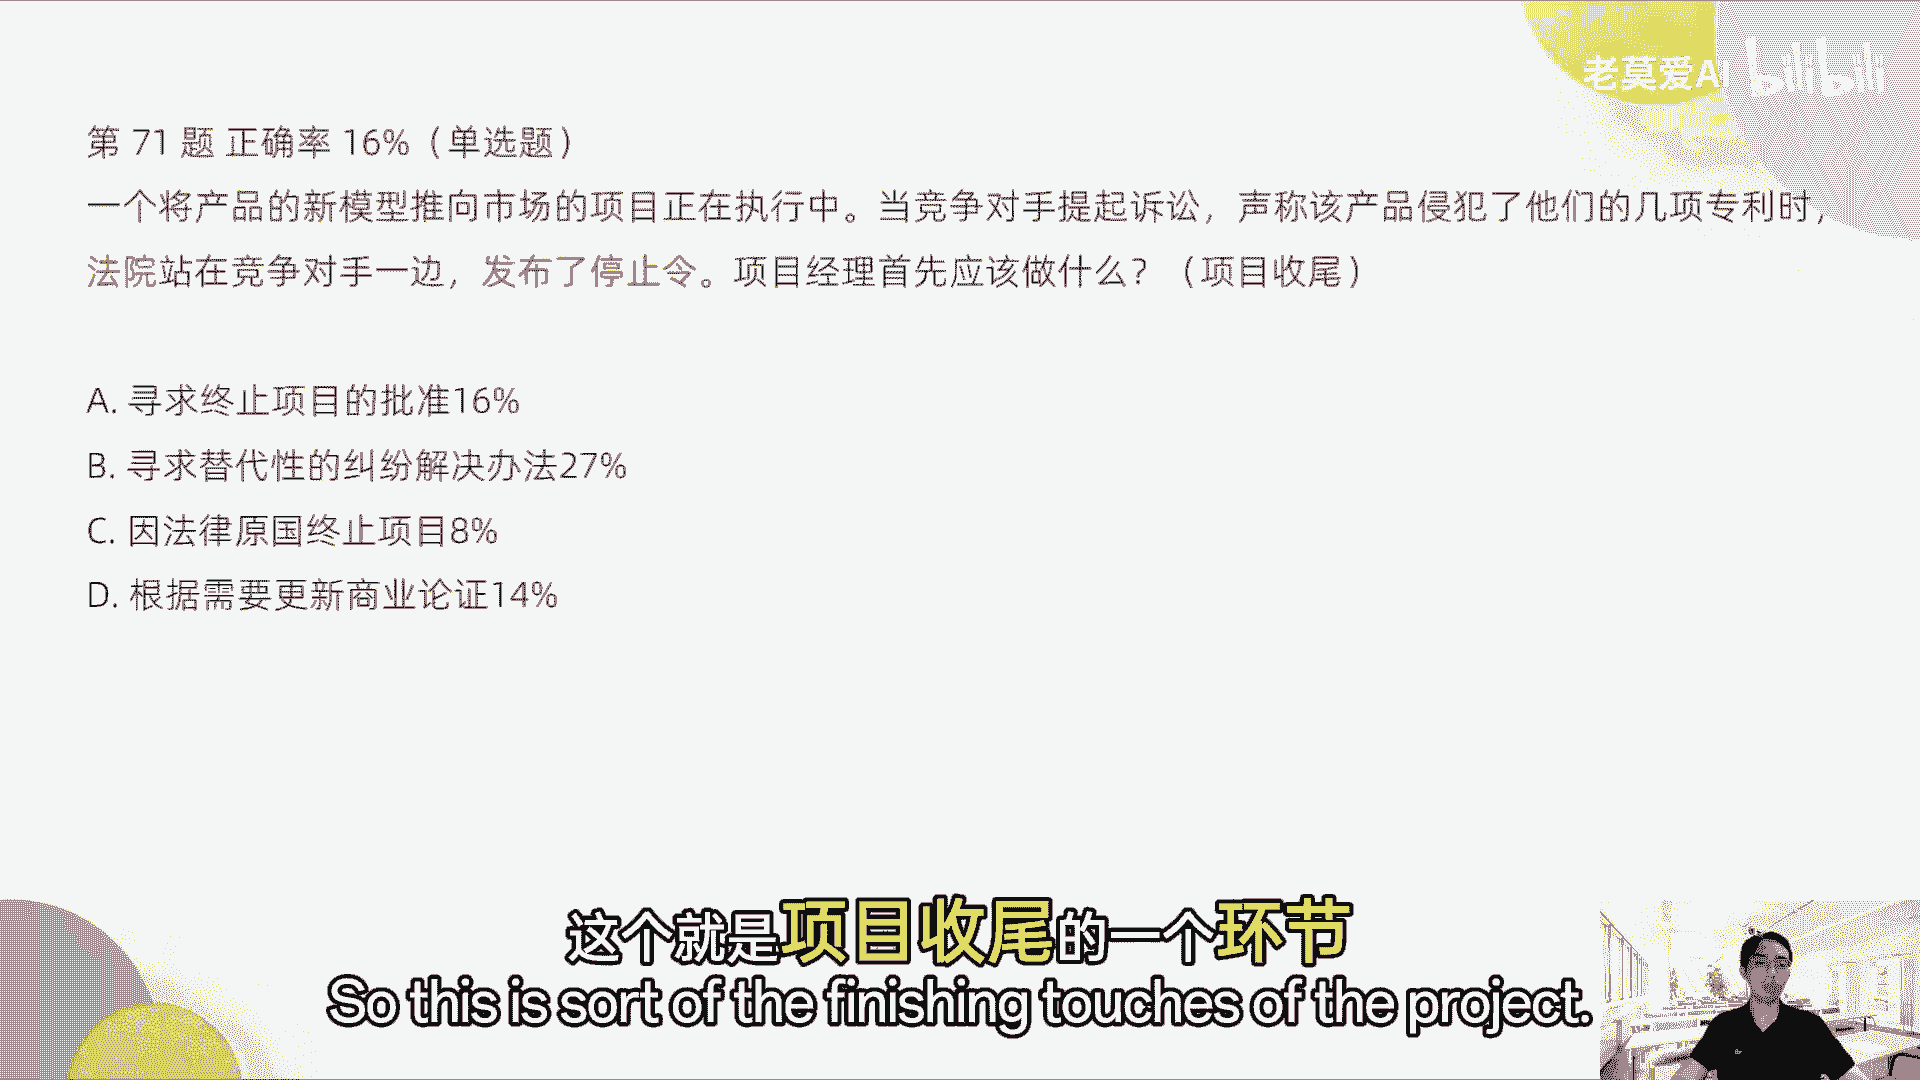 老莫爱AI bilibili
第 71 题 正确率 16%（单选题）
一个将产品的新模型推向市场的项目正在执行中。当竞争对手提起诉讼，声称该产品侵犯了他们的几项专利时，
法院站在竞争对手一边，发布了停止令。项目经理首先应该做什么？（项目收尾）
A. 寻求终止项目的批准16%
B. 寻求替代性的纠纷解决办法27%
C. 因法律原国终止项目8%
D. 根据需要更新商业论证14%
这个就是项目收尾的一个环节
So this is sort of the finishing touches of the project.